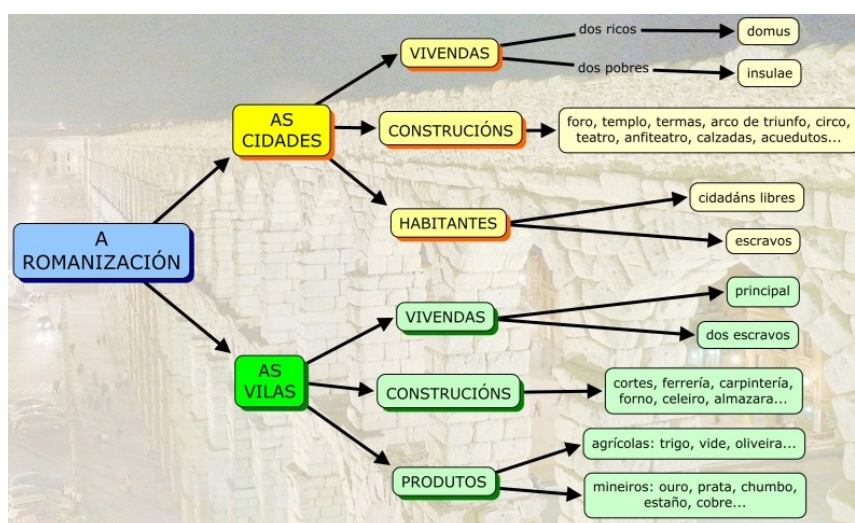 A
ROMANIZACIÓN
AS
CIDADES
VIVENDAS
dos ricos
domus
dos pobres
insulae
CONSTRUCIÓNS
foro, templo, termas, arco de triunfo, circo,
teatro, anfiteatro, calzadas, acuedutos...
HABITANTES
cidadáns libres
escravos
AS
VILAS
VIVENDAS
principal
dos escravos
CONSTRUCIÓNS
cortes, ferrería, carpintería,
forno, celeiro, almazara...
PRODUTOS
agrícolas: trigo, vide, oliveira...
mineiros: ouro, prata, chumbo,
estaño, cobre...